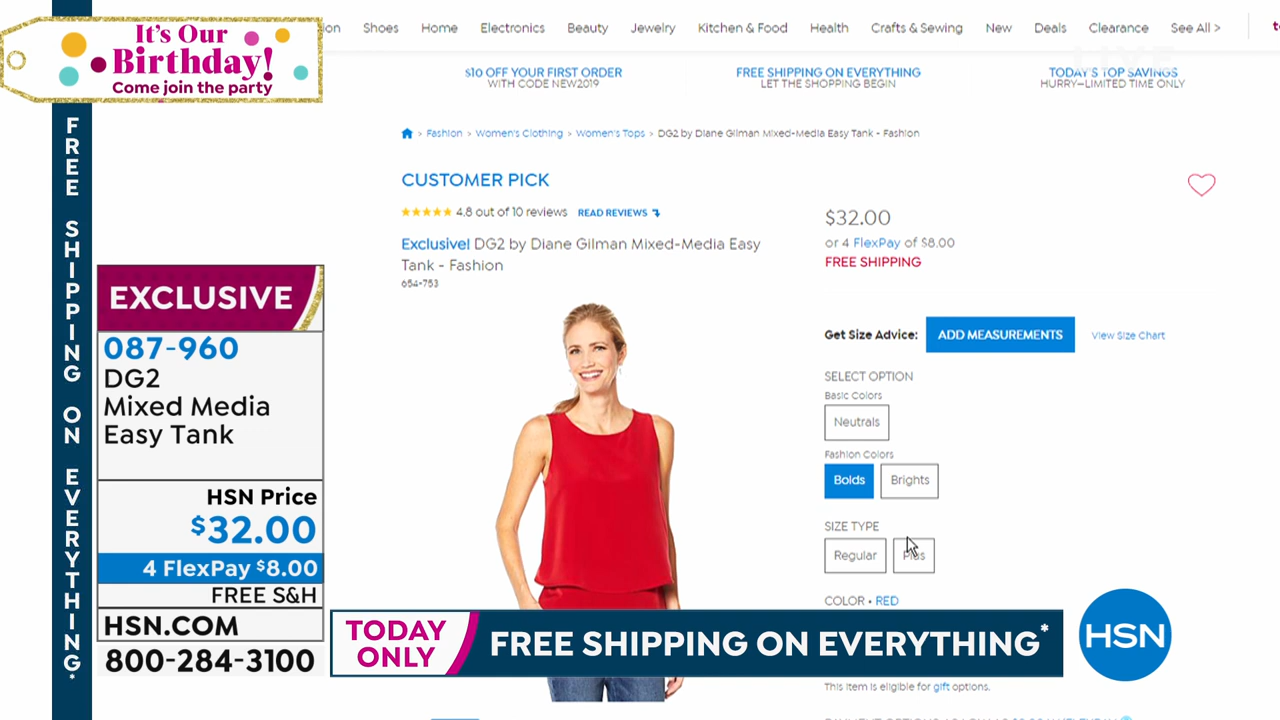 It's Our
Birthday!
Come join the party
Shoes
Home
Electronics
Beauty
Jewelry
Kitchen & Food
Health
Crafts & Sewing
New
Deals
Clearance
See All >
LIVE
$10 OFF YOUR FIRST ORDER
WITH CODE NEW2019
FREE SHIPPING ON EVERYTHING
LET THE SHOPPING BEGIN
TODAY'S TOP SAVINGS
HURRY—LIMITED TIME ONLY
FREE SHIPPING ON EVERYTHING*
> Fashion > Women's Clothing > Women's Tops > DG2 by Diane Gilman Mixed-Media Easy Tank - Fashion
CUSTOMER PICK
4.8 out of 10 reviews READ REVIEWS
Exclusive! DG2 by Diane Gilman Mixed-Media Easy
Tank - Fashion
654-753
$32.00
or 4 FlexPay of $8.00
FREE SHIPPING
Get Size Advice: ADD MEASUREMENTS View Size Chart
SELECT OPTION
Basic Colors
Neutrals
Fashion Colors
Bolds
Brights
SIZE TYPE
Regular
COLOR • RED
EXCLUSIVE
087-960
DG2
Mixed Media
Easy Tank
HSN Price
$32.00
4 FlexPay $8.00
FREE S&H
HSN.COM
800-284-3100
TODAY
ONLY
FREE SHIPPING ON EVERYTHING*
HSN
This item is eligible for gift options.